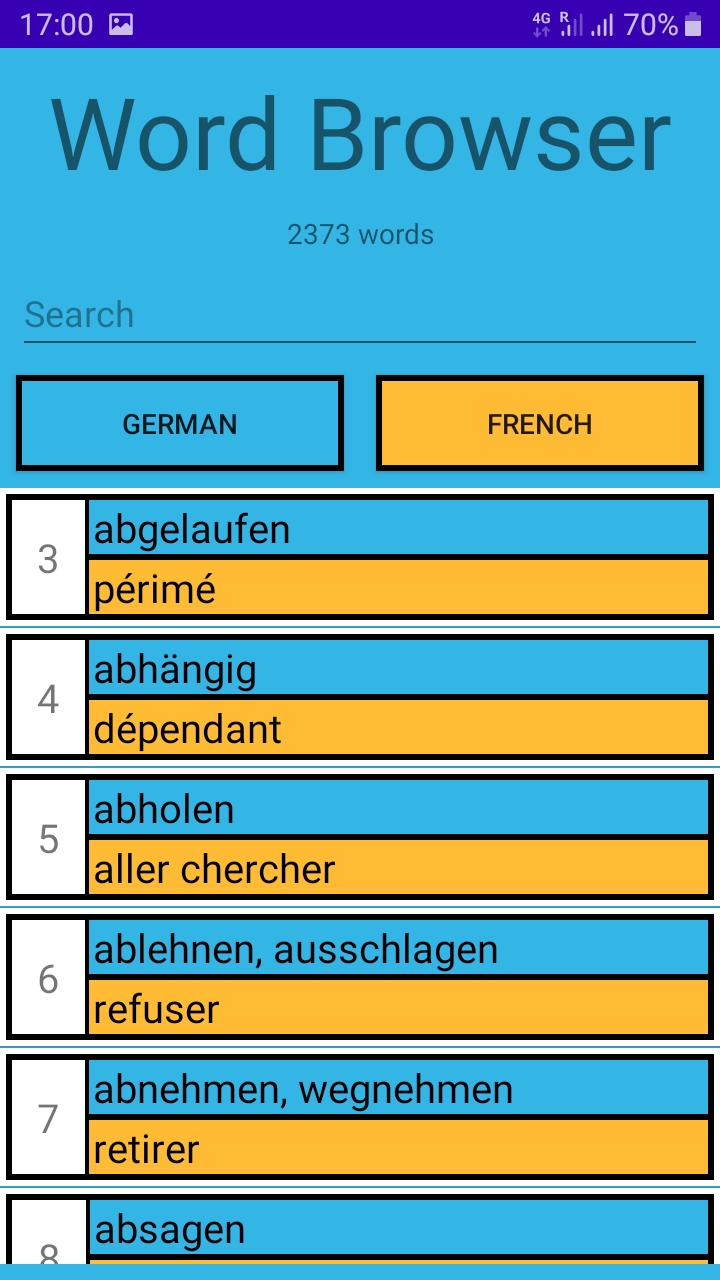 17:00 4G R 70%
Word Browser
2373 words
Search
GERMAN FRENCH
3
abgelaufen
périmé
4
abhängig
dépendant
5
abholen
aller chercher
6
ablehnen, ausschlagen
refuser
7
abnehmen, wegnehmen
retirer
8
absagen